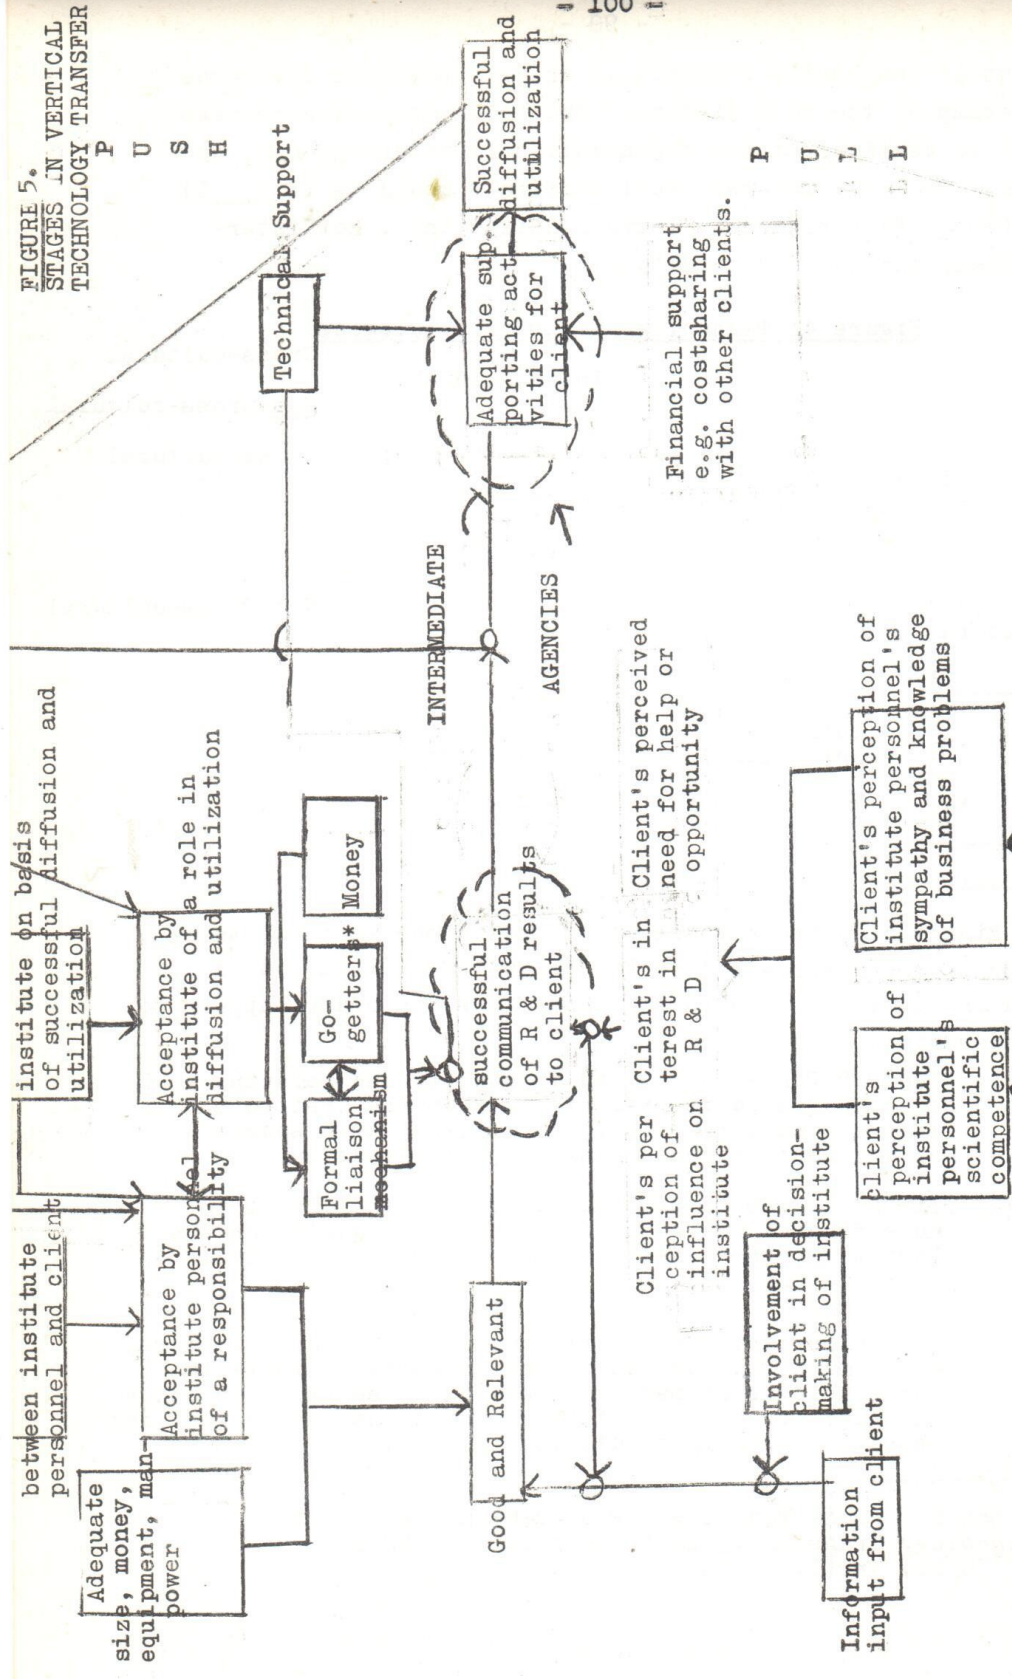 - 100 -
FIGURE 5.
STAGES IN VERTICAL
TECHNOLOGY TRANSFER
P
U
S
H
between institute
personnel and client
institute on basis
of successful diffusion and
utilization
Adequate
size, money,
equipment, man-
power
Acceptance by
institute personnel
of a responsibility
Acceptance by
institute of a role in
diffusion and utilization
Technical Support
Formal
liaison
mechanism
Go-
getters*
Money
INTERMEDIATE
AGENCIES
Good and Relevant
successful
communication
of R & D results
to client
Adequate sup.
porting act
vities for
client
Successful
diffusion and
utilization
Client's per
ception of
influence on
institute
Client's in
terest in
R & D
Client's perceived
need for help or
opportunity
Financial support
e.g. costsharing
with other clients.
P
U
L
L
Involvement of
client in decision-
making of institute
Information
input from client
client's
perception of
institute
personnel's
scientific
competence
Client's perception of
institute personnel's
sympathy and knowledge
of business problems